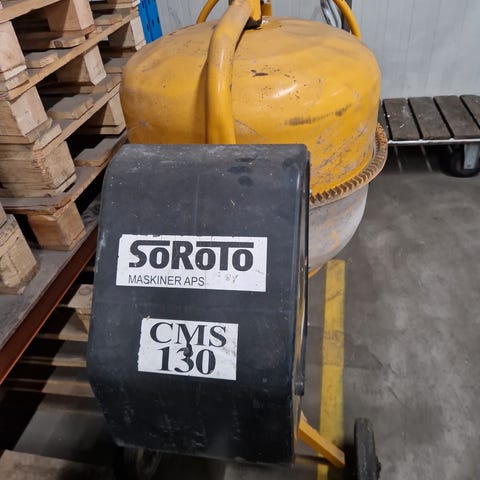 SoRoTo
MASKINER APS
CMS
130